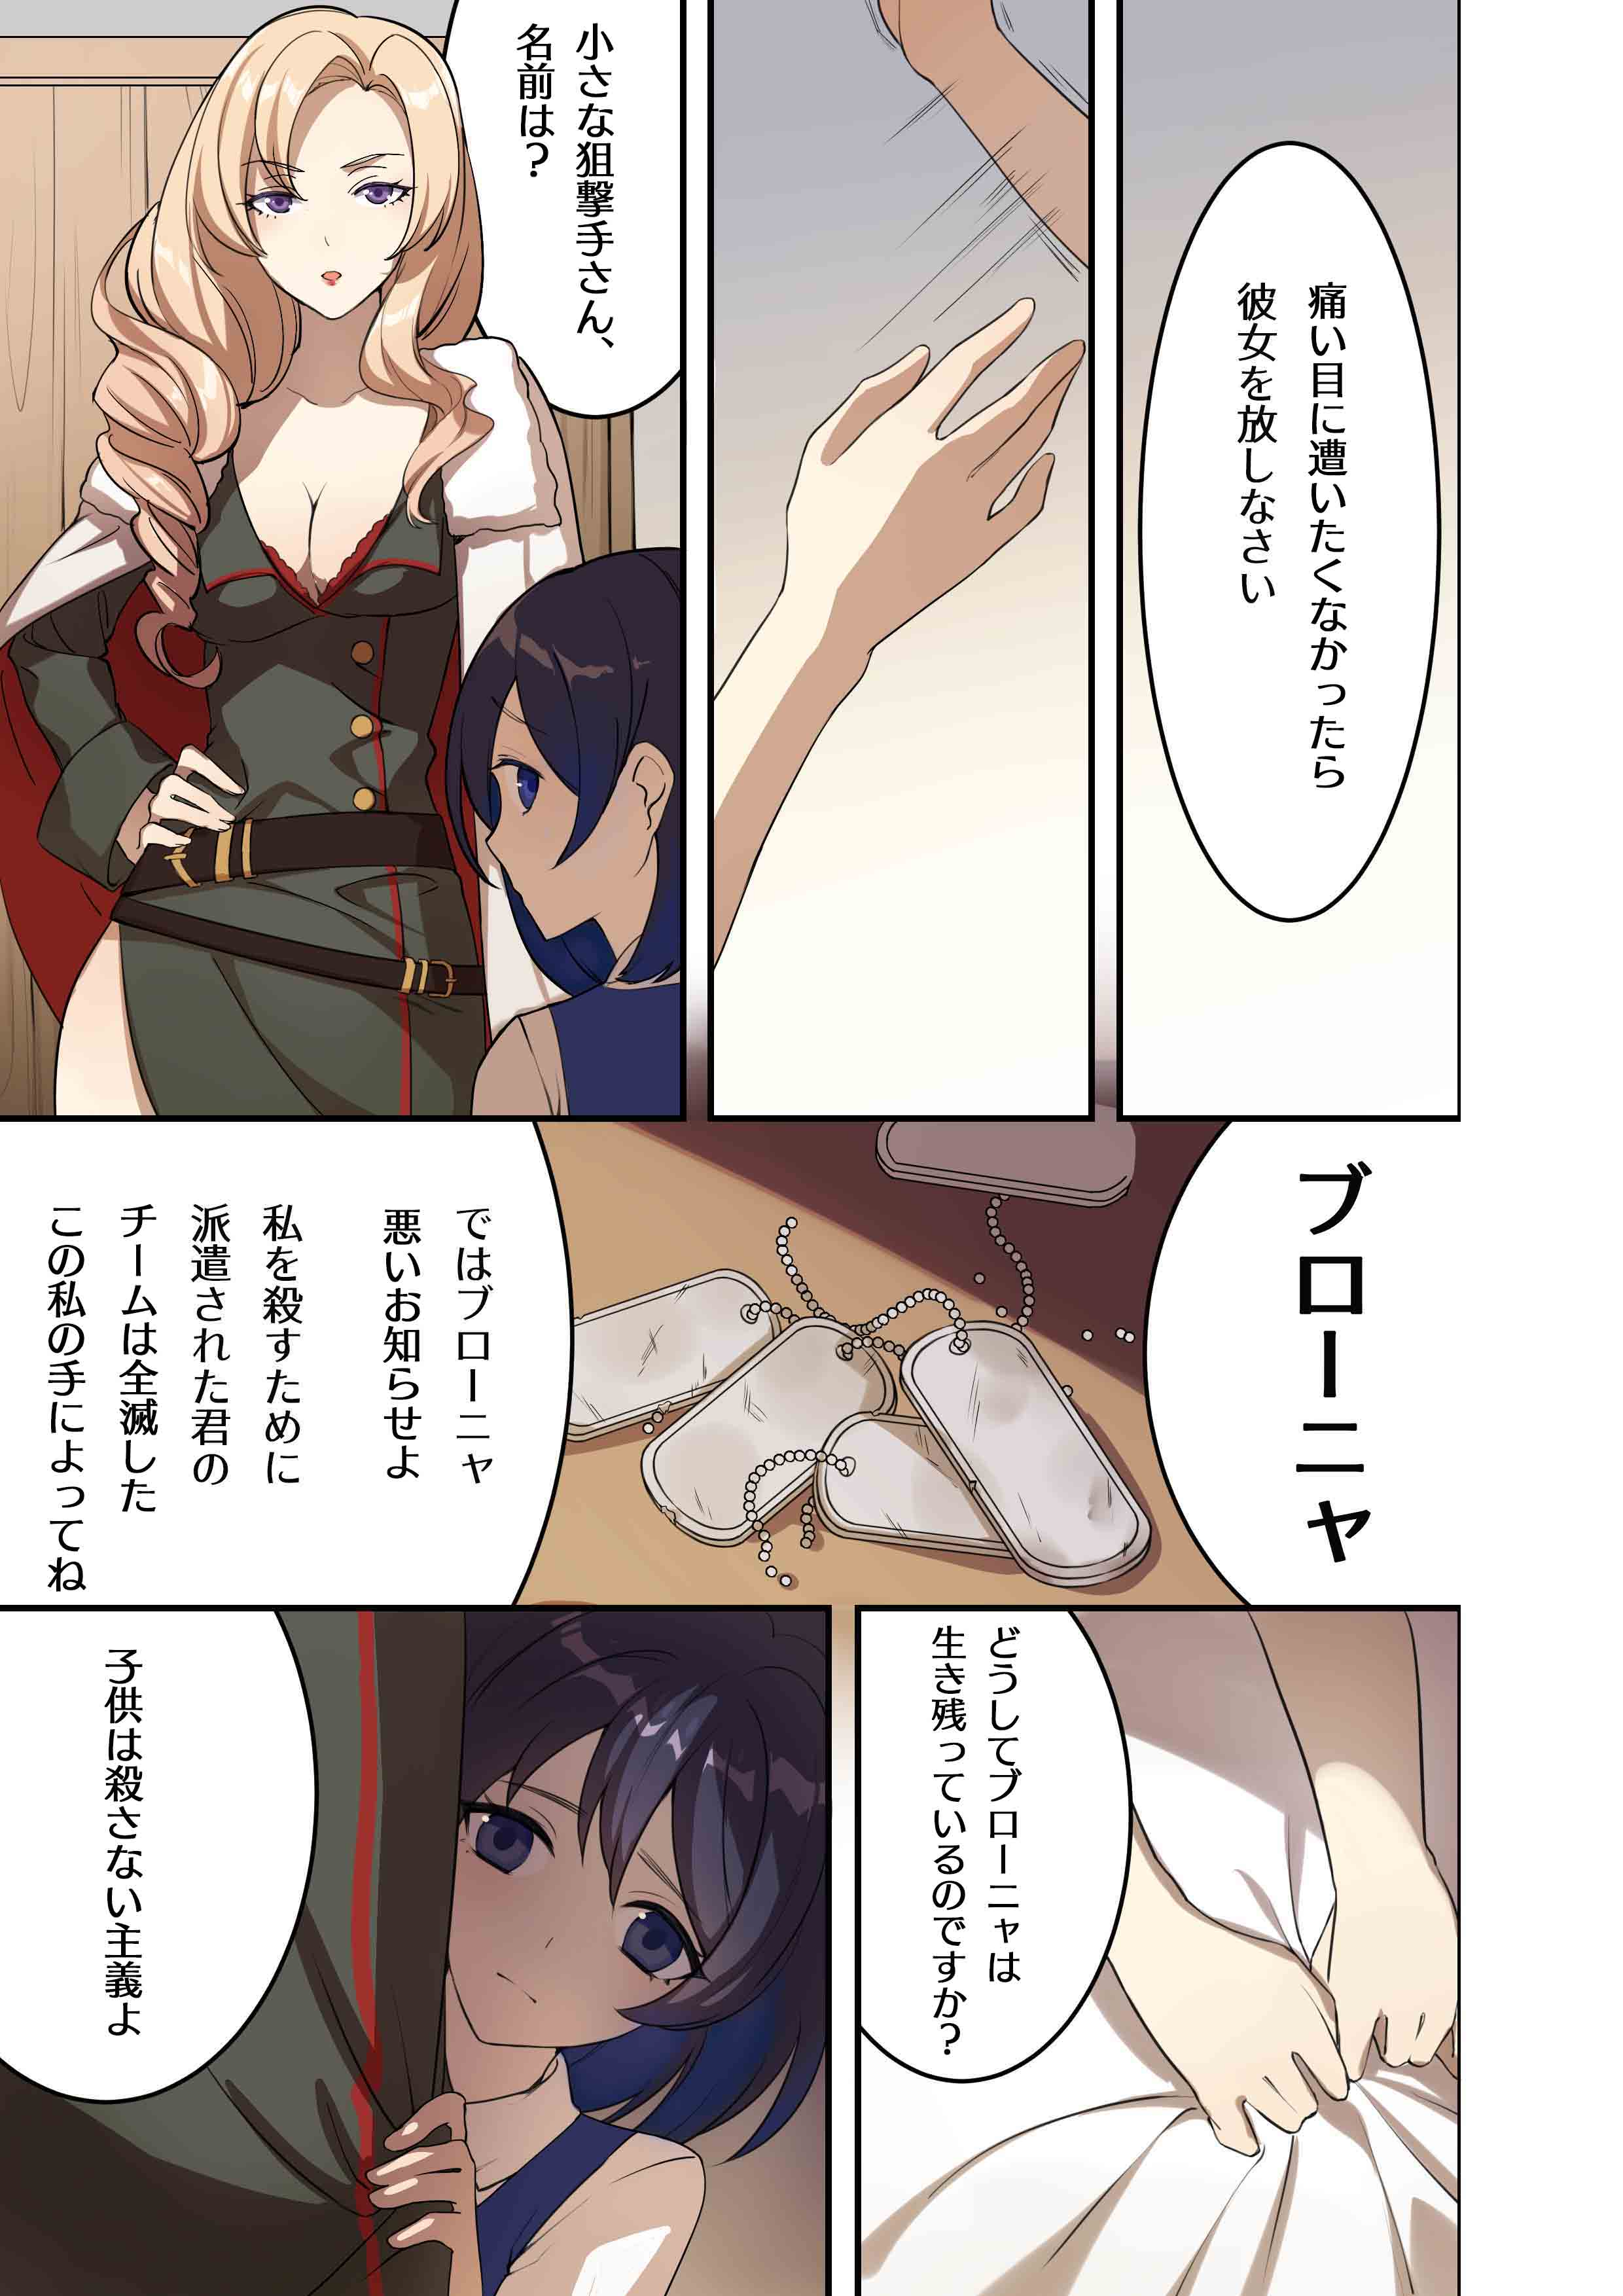 痛い目に遭いたくなかったら
彼女を放しなさい
小さな狙撃手さん、
名前は？
ブローニャ
ではブローニャ
悪いお知らせよ
私を殺すために
派遣された君の
チームは全滅した
この私の手によってね
どうしてブローニャは
生き残っているのですか？
子供は殺さない主義よ